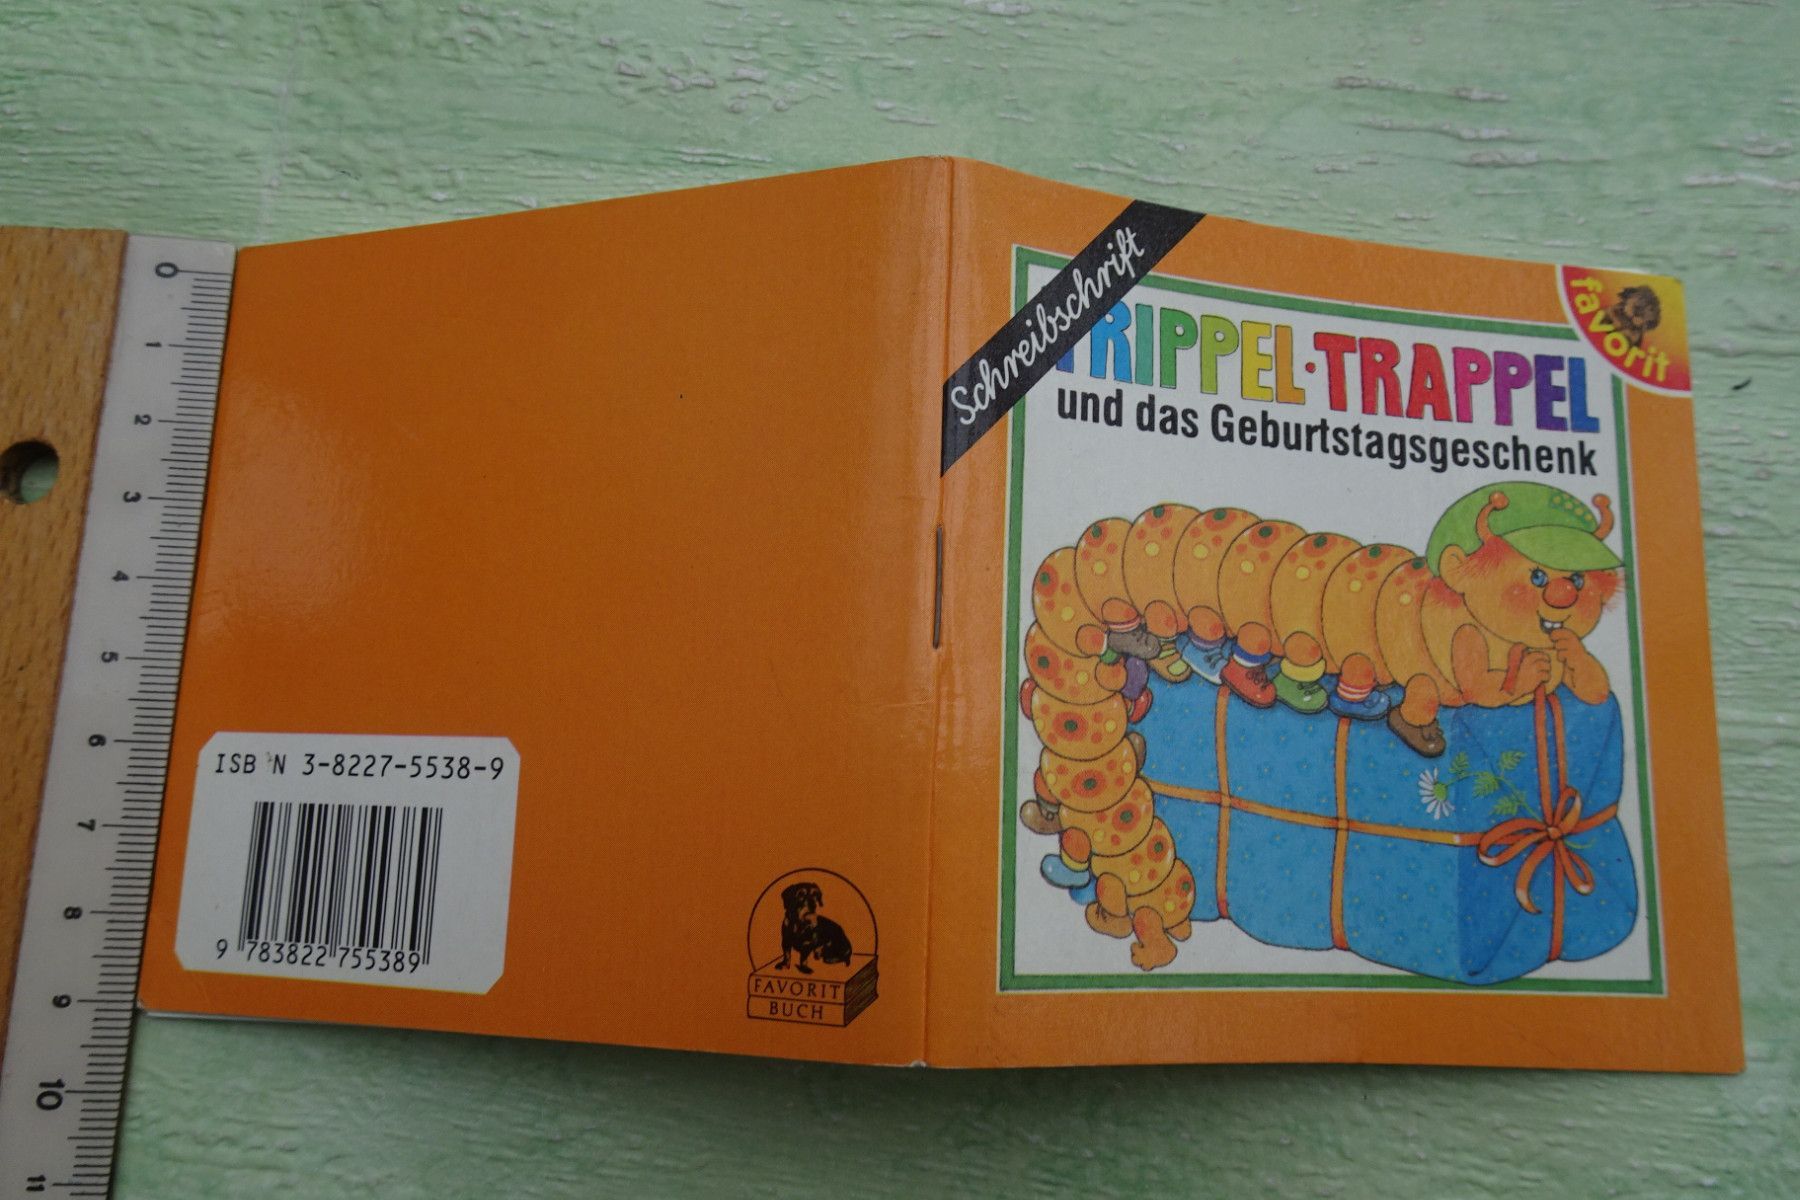 0
1
2
3
4
5
6
7
8
9
10
11
ISBN 3-8227-5538-9
9 783822 755389
FAVORIT
BUCH
Schreibschrift
favorit
TRIPPEL·TRAPPEL
und das Geburtstagsgeschenk